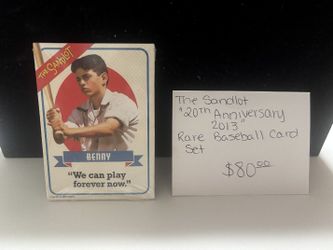 The SANDLOT
BENNY
"We can play
forever now."
The Sandlot
"20th Anniversary
2013"
Rare Baseball Card
Set
$80.00